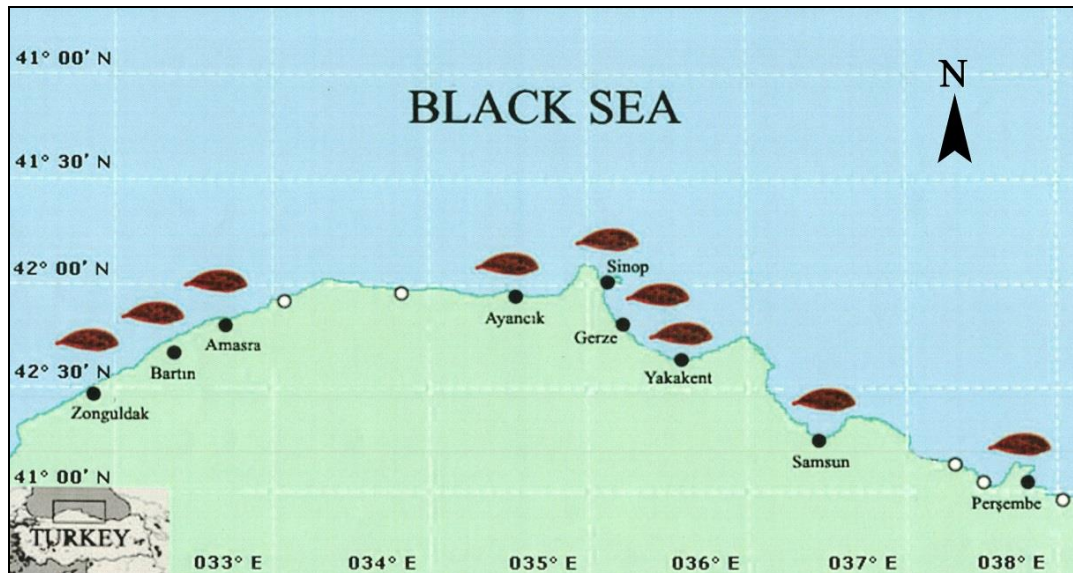 41° 00' N
BLACK SEA
N
41° 30' N
42° 00' N
Sinop
Ayancık
Gerze
Amasra
Bartın
42° 30' N
Yakakent
Zonguldak
Samsun
41° 00' N
Perşembe
TURKEY
033° E
034° E
035° E
036° E
037° E
038° E